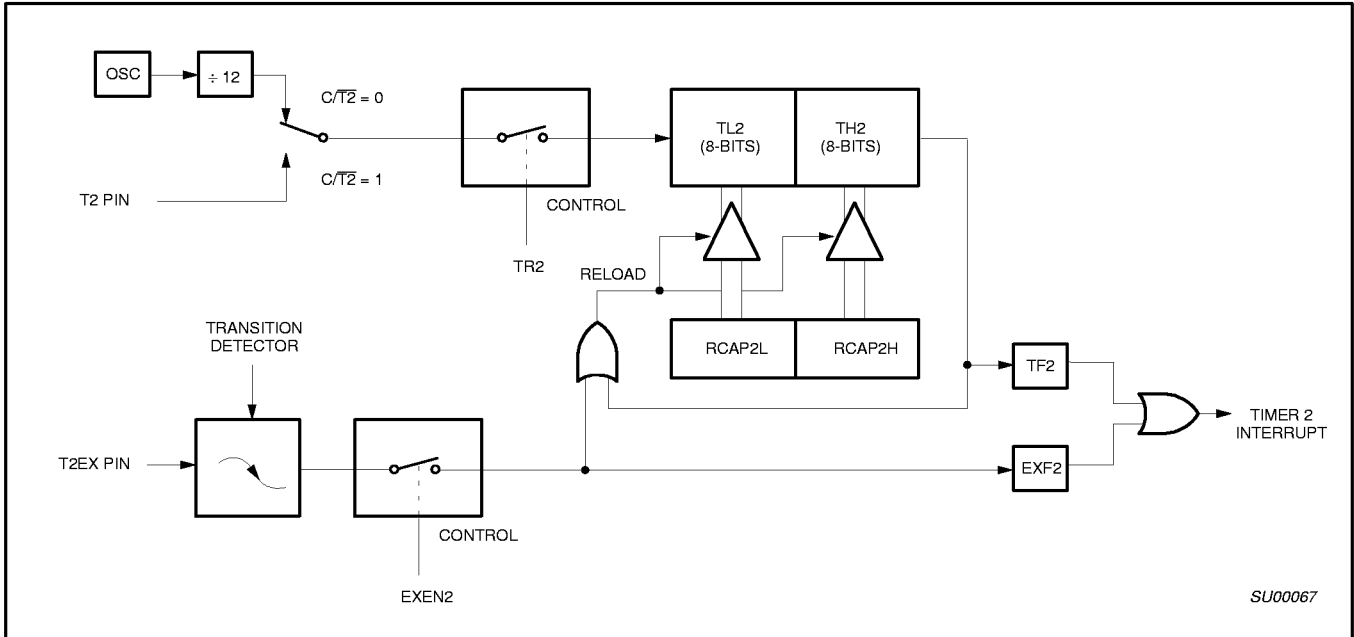 OSC
÷ 12
C/T2 = 0
C/T2 = 1
T2 PIN
CONTROL
TR2
TL2
(8-BITS)
TH2
(8-BITS)
RELOAD
TRANSITION
DETECTOR
RCAP2L
RCAP2H
TF2
TIMER 2
INTERRUPT
T2EX PIN
EXF2
CONTROL
EXEN2
SU00067